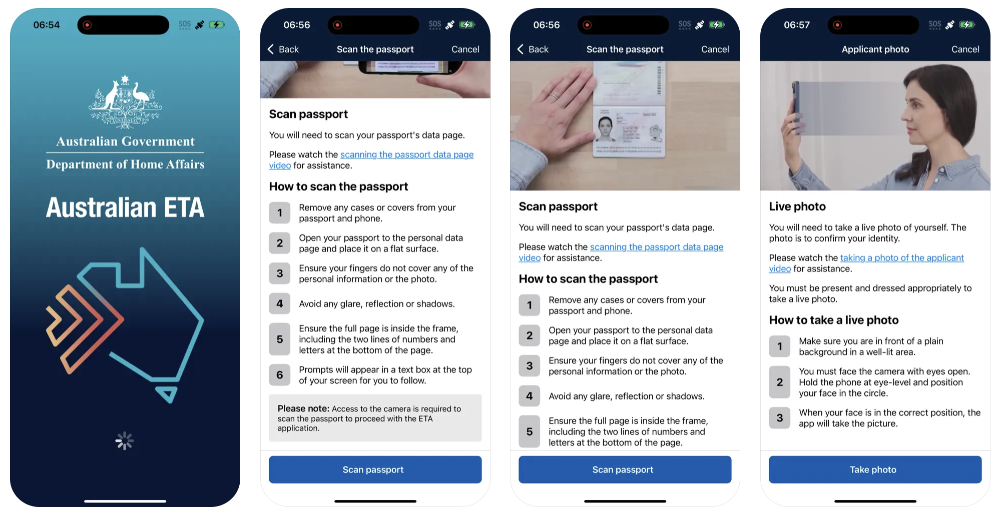 06:54
SOS
AUSTRALIA
Australian Government
Department of Home Affairs
Australian ETA
06:56
SOS
Back
Scan the passport
Cancel
Scan passport
You will need to scan your passport's data page.
Please watch the scanning the passport data page
video for assistance.
How to scan the passport
1
Remove any cases or covers from your
passport and phone.
2
Open your passport to the personal data
page and place it on a flat surface.
3
Ensure your fingers do not cover any of the
personal information or the photo.
4
Avoid any glare, reflection or shadows.
5
Ensure the full page is inside the frame,
including the two lines of numbers and
letters at the bottom of the page.
6
Prompts will appear in a text box at the top
of your screen for you to follow.
Please note: Access to the camera is required to
scan the passport to proceed with the ETA
application.
Scan passport
06:56
SOS
Back
Scan the passport
Cancel
Scan passport
You will need to scan your passport's data page.
Please watch the scanning the passport data page
video for assistance.
How to scan the passport
1
Remove any cases or covers from your
passport and phone.
2
Open your passport to the personal data
page and place it on a flat surface.
3
Ensure your fingers do not cover any of the
personal information or the photo.
4
Avoid any glare, reflection or shadows.
5
Ensure the full page is inside the frame,
including the two lines of numbers and
letters at the bottom of the page.
Scan passport
06:57
SOS
Applicant photo
Cancel
Live photo
You will need to take a live photo of yourself. The
photo is to confirm your identity.
Please watch the taking a photo of the applicant
video for assistance.
You must be present and dressed appropriately to
take a live photo.
How to take a live photo
1
Make sure you are in front of a plain
background in a well-lit area.
2
You must face the camera with eyes open.
Hold the phone at eye-level and position
your face in the circle.
3
When your face is in the correct position, the
app will take the picture.
Take photo